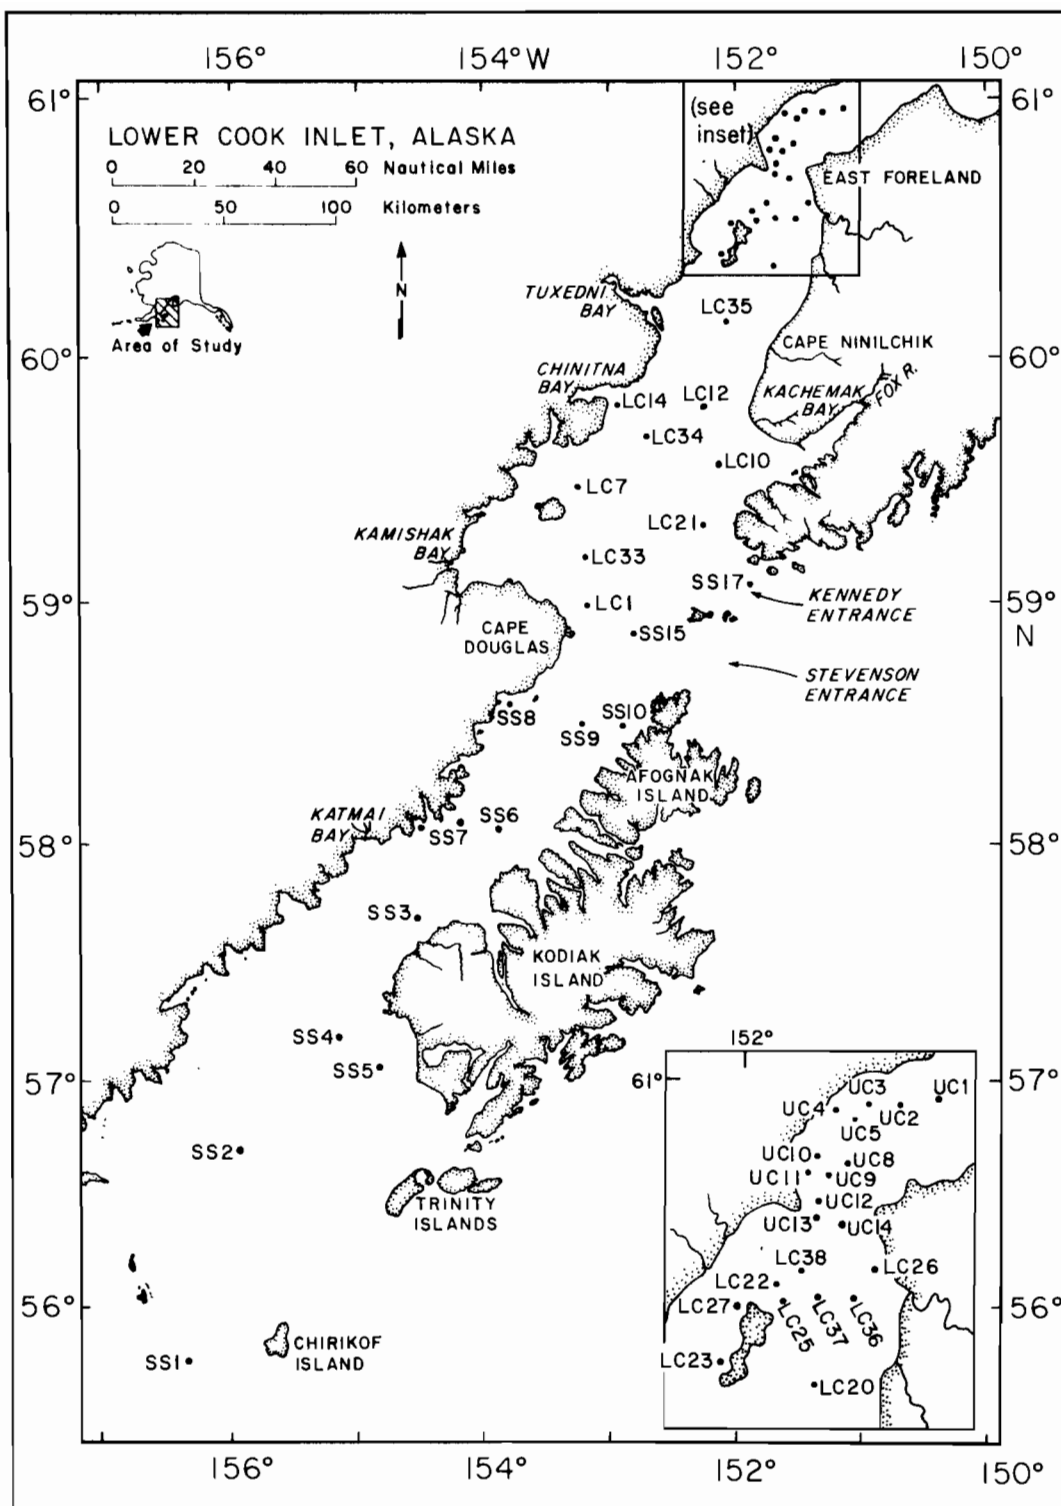 156° 154°W 152° 150°
61° 61°
(see
inset)
LOWER COOK INLET, ALASKA
0 20 40 60 Nautical Miles
0 50 100 Kilometers
EAST FORELAND
N
TUXEDNI
BAY
LC35
Area of Study
60° 60°
CAPE NINILCHIK
CHINITNA
BAY
FOX R.
KACHEMAK
BAY
LC14
LC12
LC34
LC10
LC7
LC21
KAMISHAK
BAY
LC33
SS17
KENNEDY
ENTRANCE
59° 59°
N
LC1
CAPE
DOUGLAS
SS15
STEVENSON
ENTRANCE
SS8
SS10
SS9
AFOGNAK
ISLAND
KATMAI
BAY
SS6
SS7
58° 58°
SS3
KODIAK
ISLAND
SS4
SS5
57° 57°
SS2
TRINITY
ISLANDS
56° 56°
CHIRIKOF
ISLAND
SS1
156° 154° 152° 150°
152°
61°
UC3
UC1
UC4
UC2
UC5
UC10
UC8
UC11
UC9
UC12
UC13
UC14
LC38
LC26
LC22
LC27
LC25
LC37
LC36
LC23
LC20